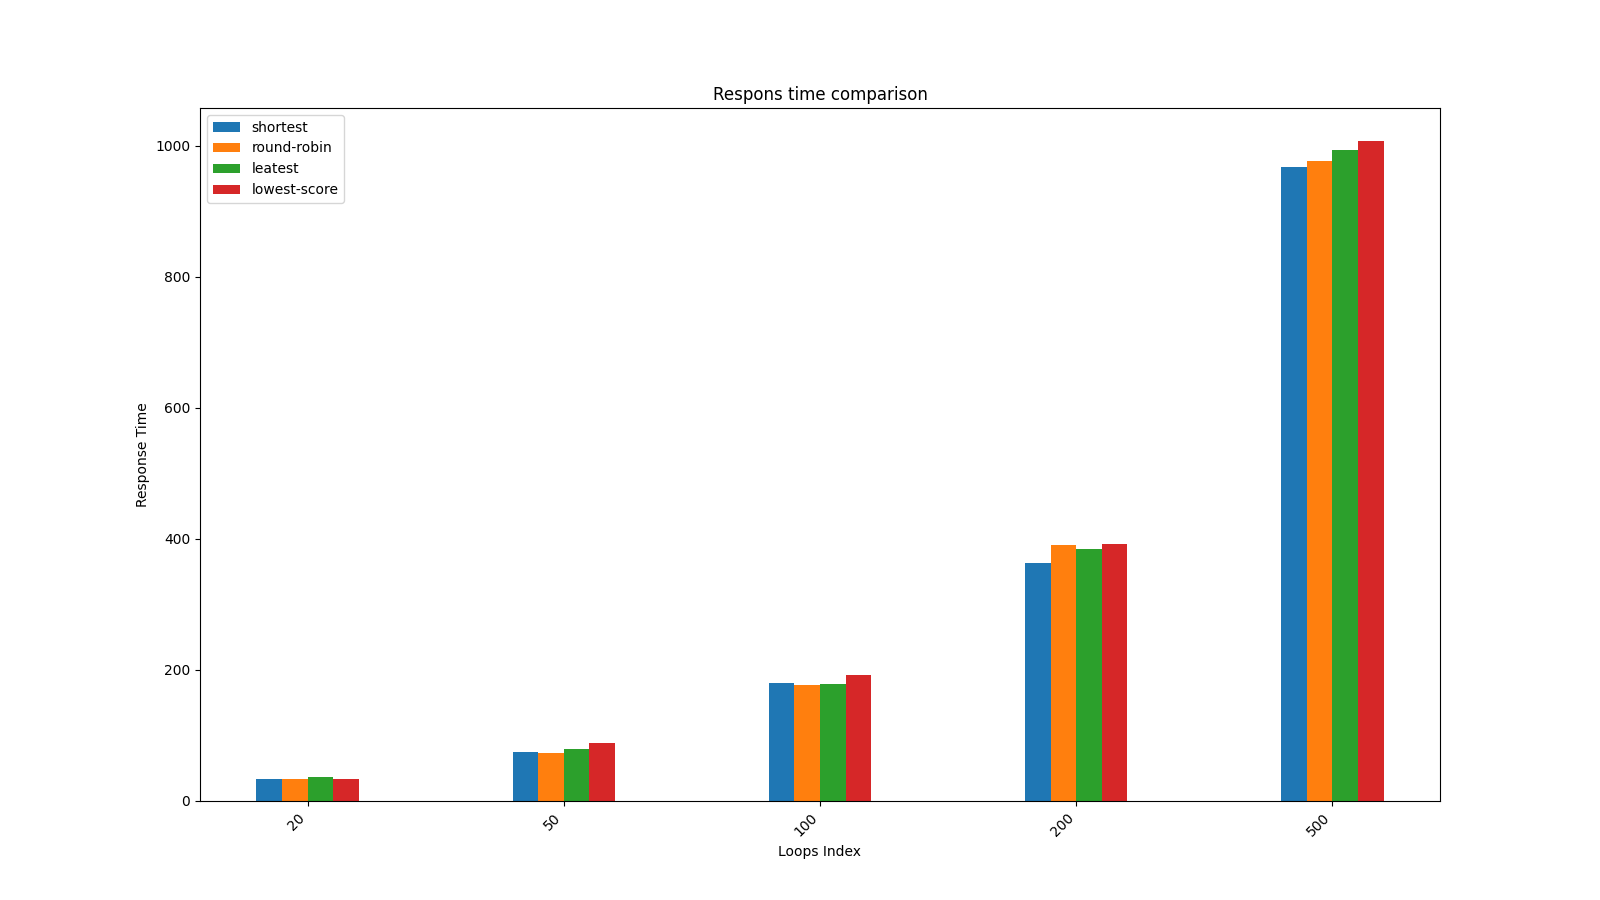 Respons time comparison
shortest
round-robin
leatest
lowest-score
1000
800
600
400
200
0
Response Time
20
50
100
200
500
Loops Index